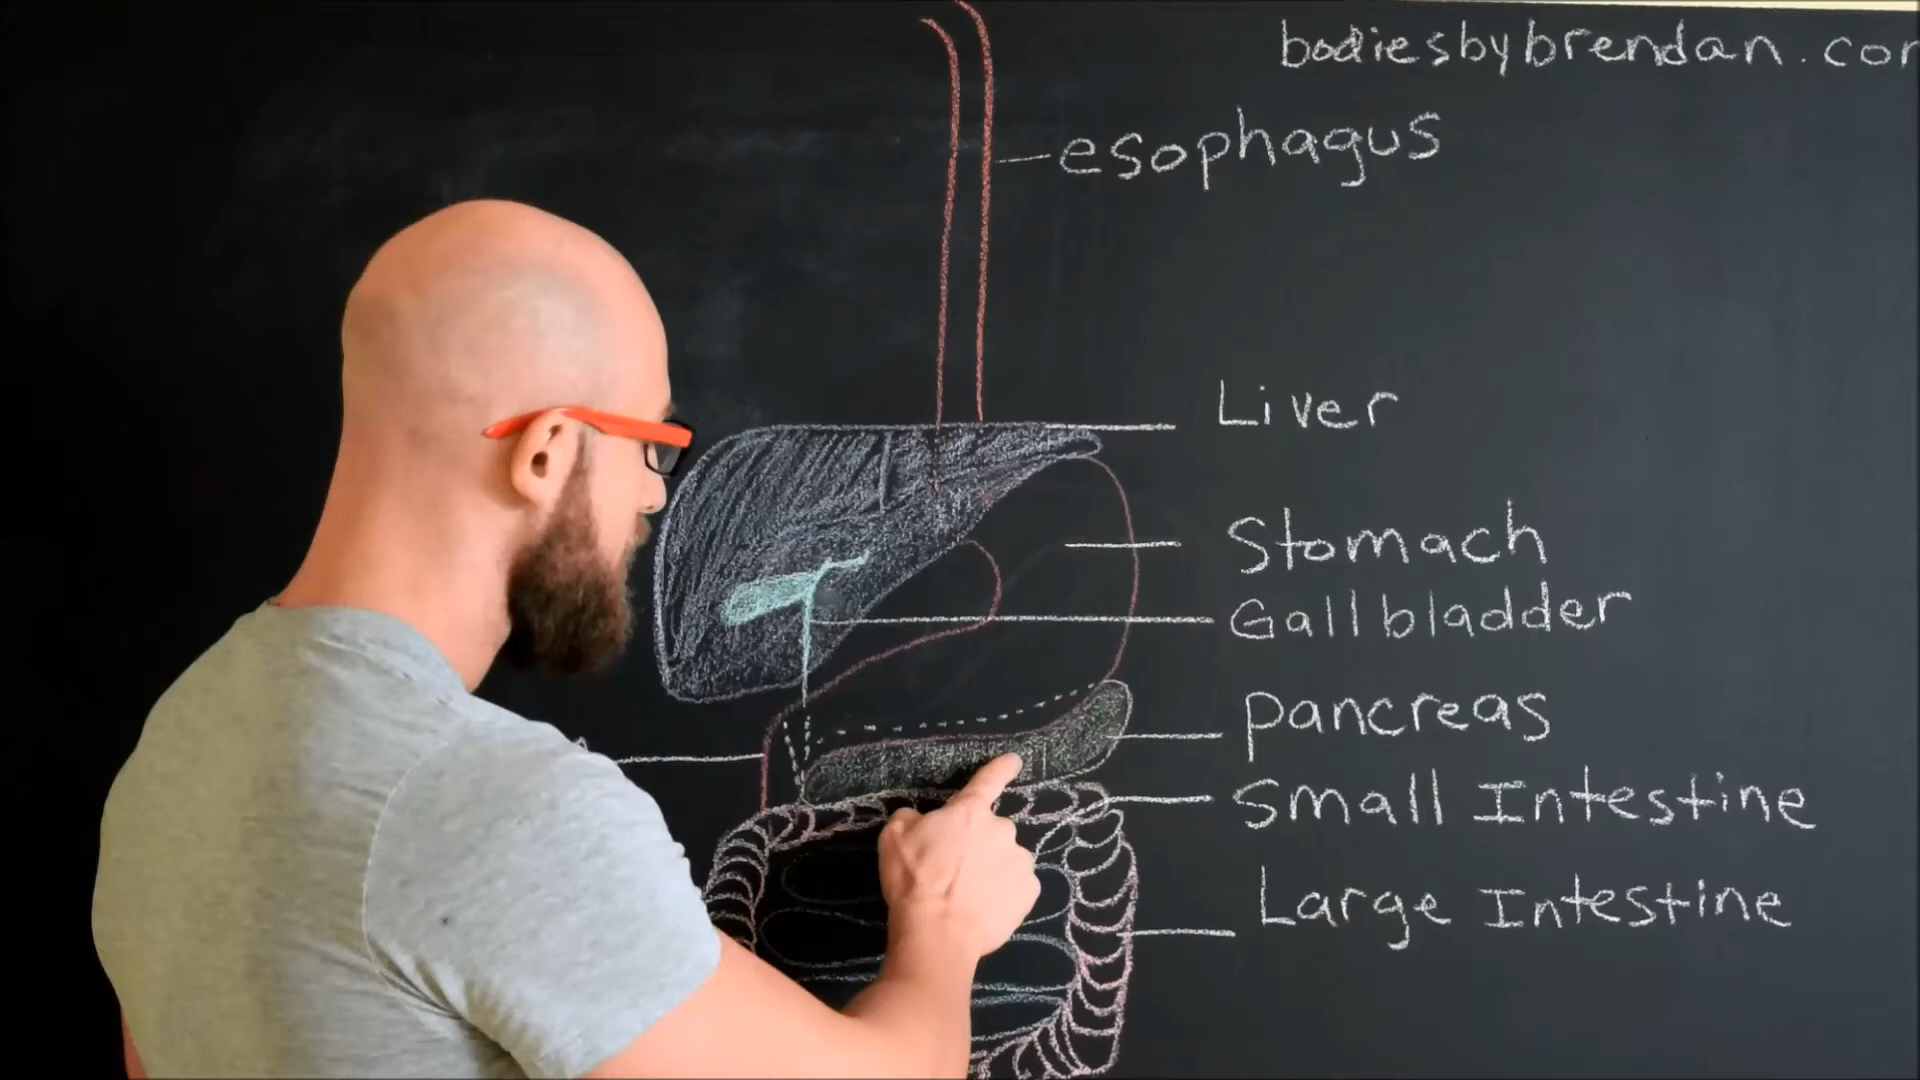 bodiesbybrendan.co
esophagus
Liver
Stomach
Gallbladder
pancreas
Small Intestine
Large Intestine